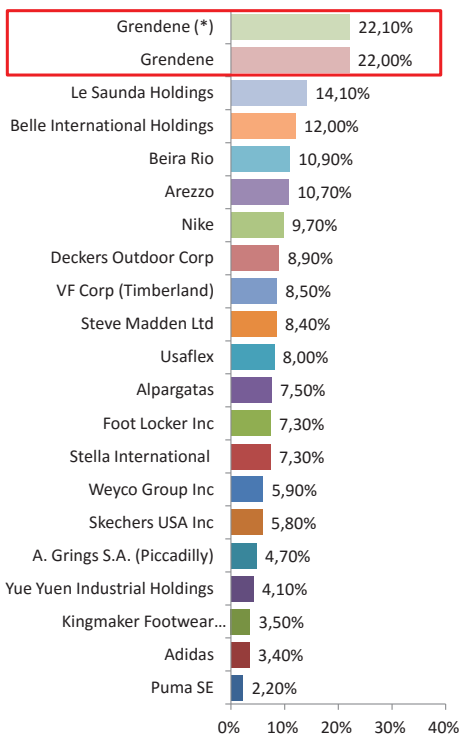 Grendene (*) 22,10%
Grendene 22,00%
Le Saunda Holdings 14,10%
Belle International Holdings 12,00%
Beira Rio 10,90%
Arezzo 10,70%
Nike 9,70%
Deckers Outdoor Corp 8,90%
VF Corp (Timberland) 8,50%
Steve Madden Ltd 8,40%
Usaflex 8,00%
Alpargatas 7,50%
Foot Locker Inc 7,30%
Stella International 7,30%
Weyco Group Inc 5,90%
Skechers USA Inc 5,80%
A. Grings S.A. (Piccadilly) 4,70%
Yue Yuen Industrial Holdings 4,10%
Kingmaker Footwear... 3,50%
Adidas 3,40%
Puma SE 2,20%
0% 10% 20% 30% 40%